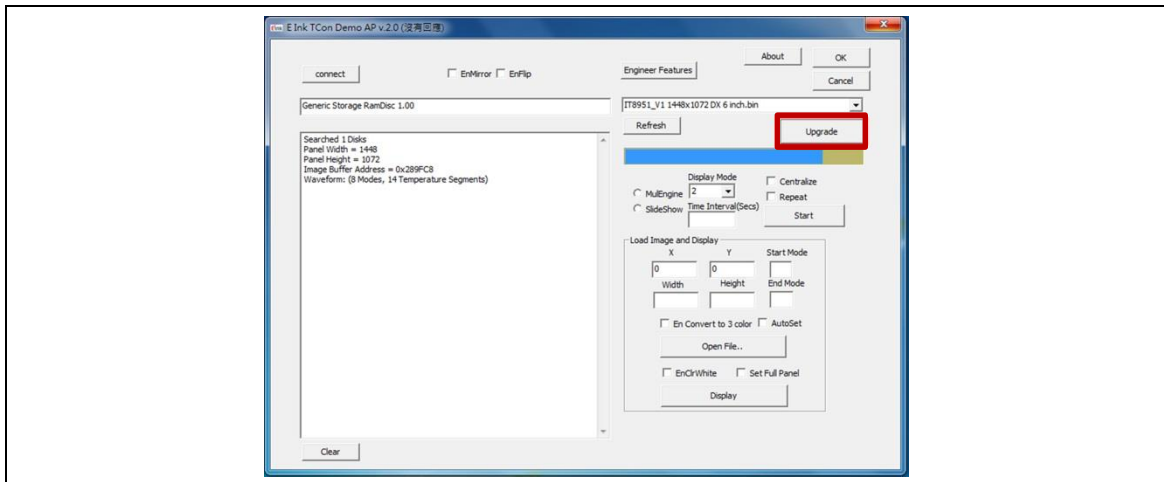 E Ink TCon Demo AP v.2.0 (沒有回應)
About
OK
connect
EnMirror
EnFlip
Engineer Features
Cancel
Generic Storage RamDisc 1.00
IT8951_V1 1448x1072 DX 6 inch.bin
Refresh
Upgrade
Searched 1 Disks
Panel Width = 1448
Panel Height = 1072
Image Buffer Address = 0x289FC8
Waveform: (8 Modes, 14 Temperature Segments)
Display Mode
Centralize
MulEngine
2
Repeat
SlideShow
Time Interval(Secs)
Start
Load Image and Display
X
Y
Start Mode
0
0
Width
Height
End Mode
En Convert to 3 color
AutoSet
Open File..
EnClrWhite
Set Full Panel
Display
Clear